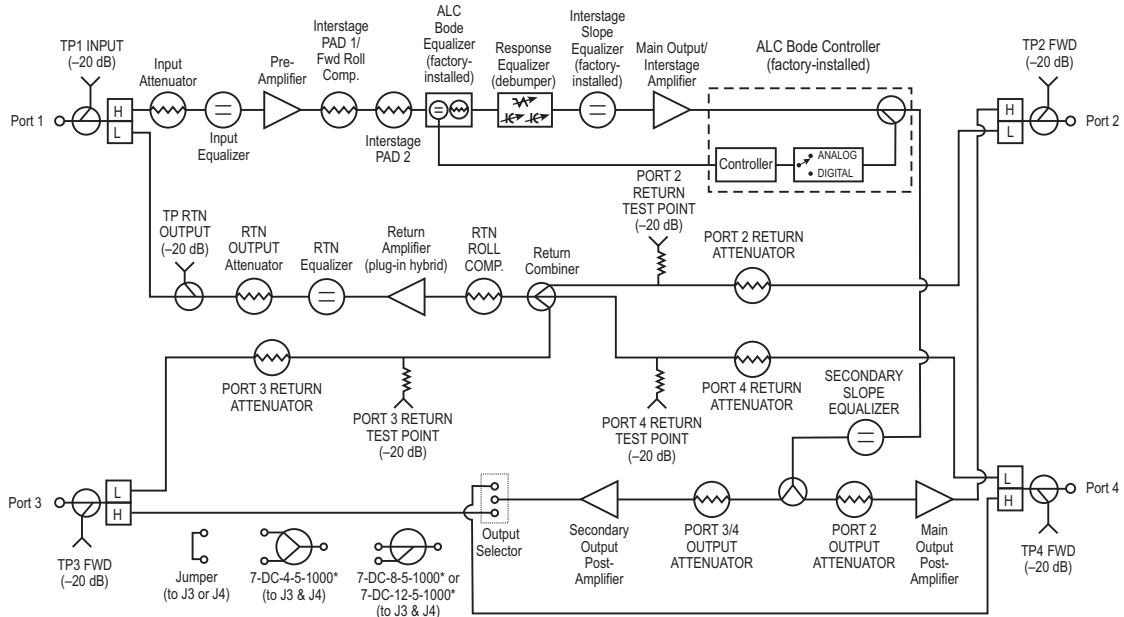 TP1 INPUT
(–20 dB)
Port 1
H
L
Input
Attenuator
Input
Equalizer
Pre-
Amplifier
Interstage
PAD 1/
Fwd Roll
Comp.
Interstage
PAD 2
ALC
Bode
Equalizer
(factory-
installed)
Response
Equalizer
(debumper)
Interstage
Slope
Equalizer
(factory-
installed)
Main Output/
Interstage
Amplifier
ALC Bode Controller
(factory-installed)
Controller
ANALOG
DIGITAL
TP2 FWD
(–20 dB)
H
L
Port 2
TP RTN
OUTPUT
(–20 dB)
RTN
OUTPUT
Attenuator
RTN
Equalizer
Return
Amplifier
(plug-in hybrid)
RTN
ROLL
COMP.
Return
Combiner
PORT 2
RETURN
TEST POINT
(–20 dB)
PORT 2 RETURN
ATTENUATOR
PORT 3 RETURN
ATTENUATOR
PORT 3 RETURN
TEST POINT
(–20 dB)
PORT 4 RETURN
TEST POINT
(–20 dB)
PORT 4 RETURN
ATTENUATOR
SECONDARY
SLOPE
EQUALIZER
Port 3
L
H
TP3 FWD
(–20 dB)
Jumper
(to J3 or J4)
7-DC-4-5-1000*
(to J3 & J4)
7-DC-8-5-1000* or
7-DC-12-5-1000*
(to J3 & J4)
Output
Selector
Secondary
Output
Post-
Amplifier
PORT 3/4
OUTPUT
ATTENUATOR
PORT 2
OUTPUT
ATTENUATOR
Main
Output
Post-
Amplifier
L
H
Port 4
TP4 FWD
(–20 dB)